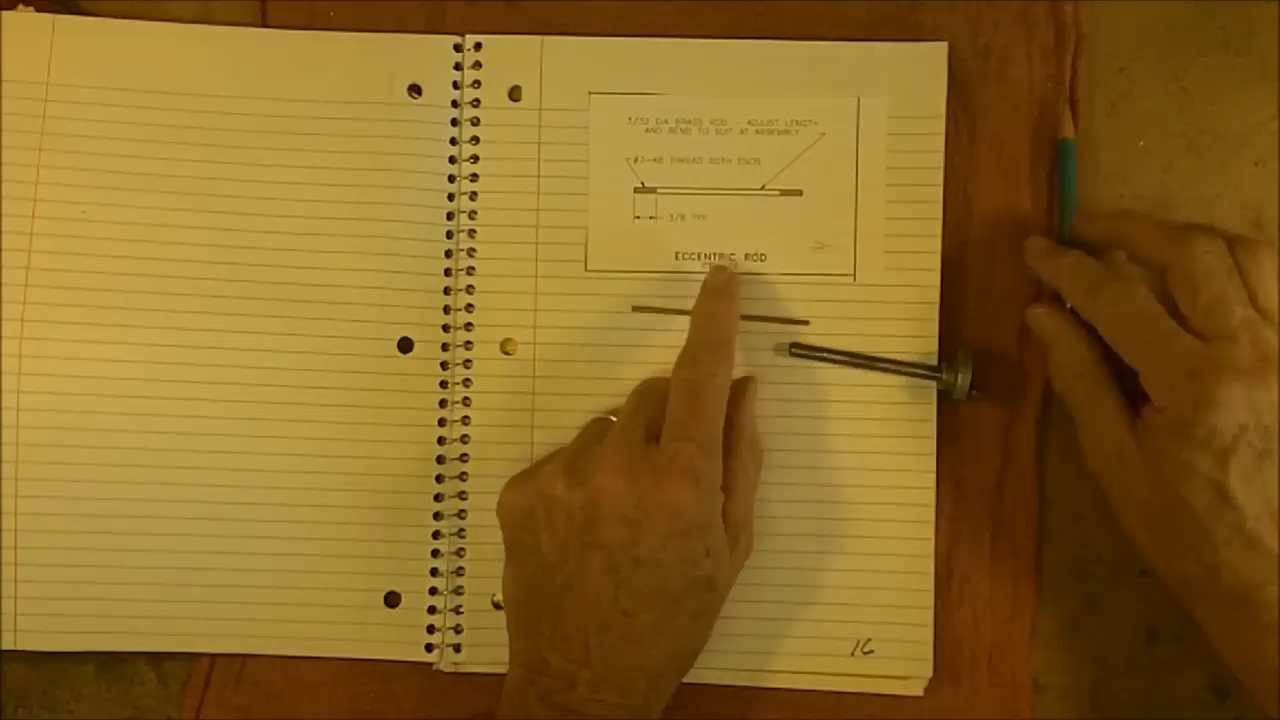 3/32 DIA BRASS ROD - ADJUST LENGTH
AND BEND TO SUIT AT ASSEMBLY
#3-48 THREAD BOTH ENDS
3/8 TYP
ECCENTRIC ROD
16